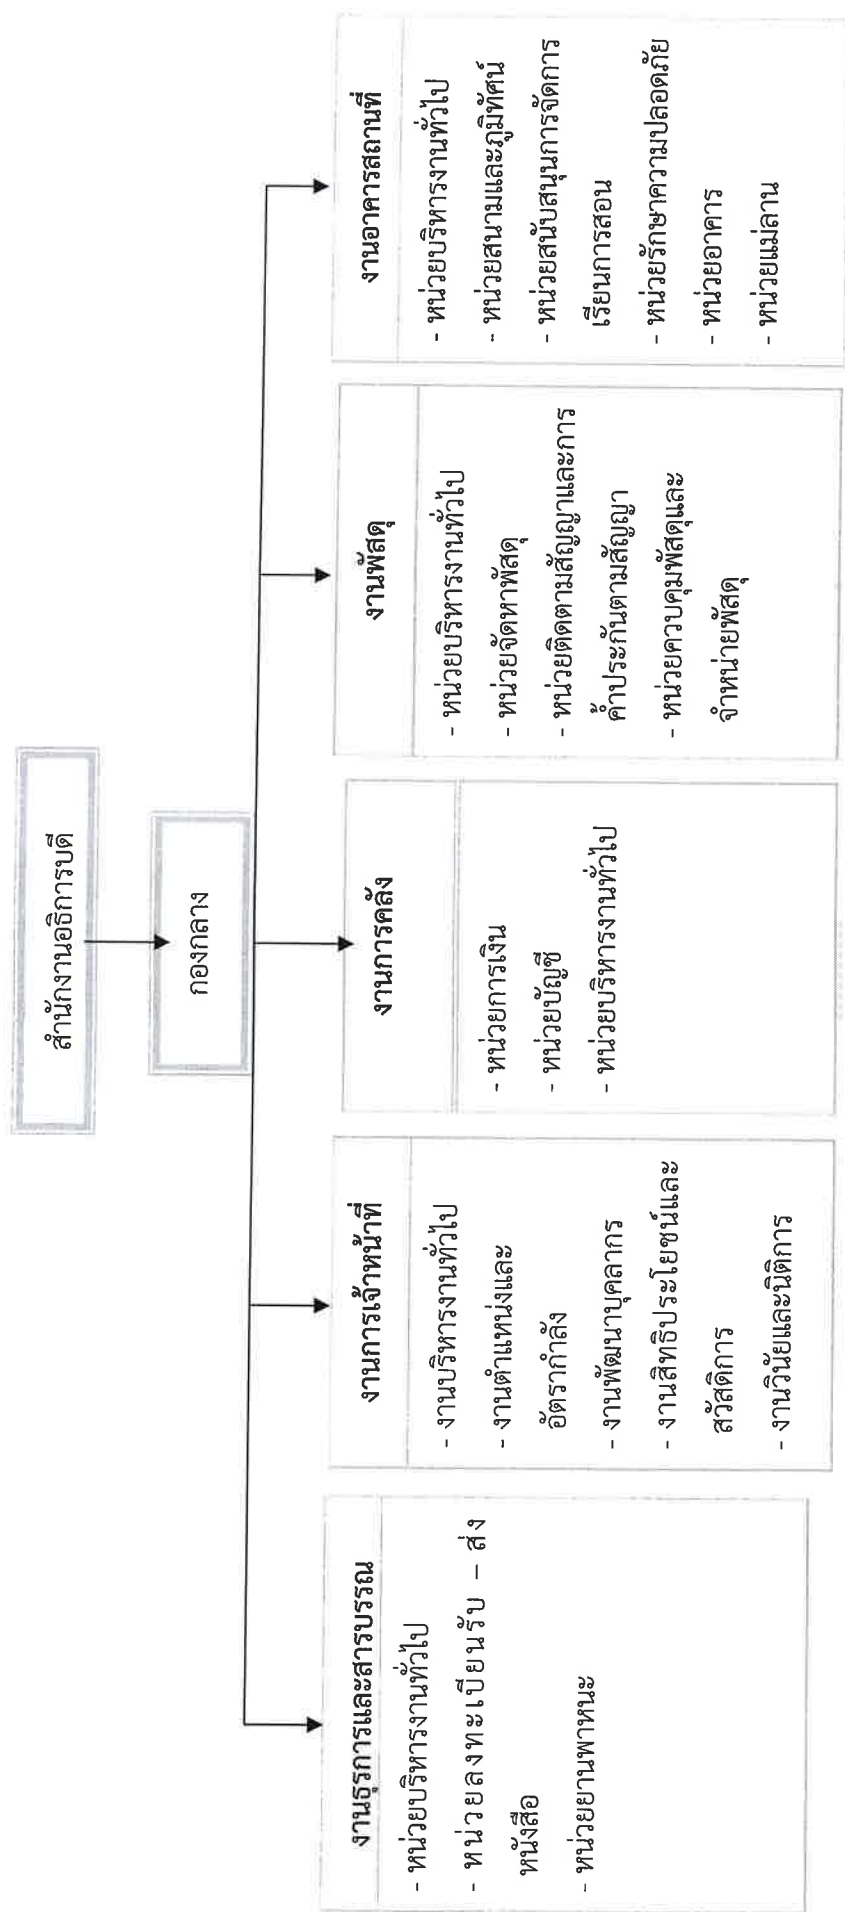 สำนักงานอธิการบดี
กองกลาง
งานธุรการและสารบรรณ
- หน่วยบริหารงานทั่วไป
- หน่วยลงทะเบียนรับ – ส่ง
หนังสือ
- หน่วยยานพาหนะ
งานการเจ้าหน้าที่
- งานบริหารงานทั่วไป
- งานตำแหน่งและ
อัตรากำลัง
- งานพัฒนาบุคลากร
- งานสิทธิประโยชน์และ
สวัสดิการ
- งานวินัยและนิติการ
งานการคลัง
- หน่วยการเงิน
- หน่วยบัญชี
- หน่วยบริหารงานทั่วไป
งานพัสดุ
- หน่วยบริหารงานทั่วไป
- หน่วยจัดหาพัสดุ
- หน่วยติดตามสัญญาและการ
ค้ำประกันตามสัญญา
- หน่วยควบคุมพัสดุและ
จำหน่ายพัสดุ
งานอาคารสถานที่
- หน่วยบริหารงานทั่วไป
- หน่วยสนามและภูมิทัศน์
- หน่วยสนับสนุนการจัดการ
เรียนการสอน
- หน่วยรักษาความปลอดภัย
- หน่วยอาคาร
- หน่วยแม่ลาน